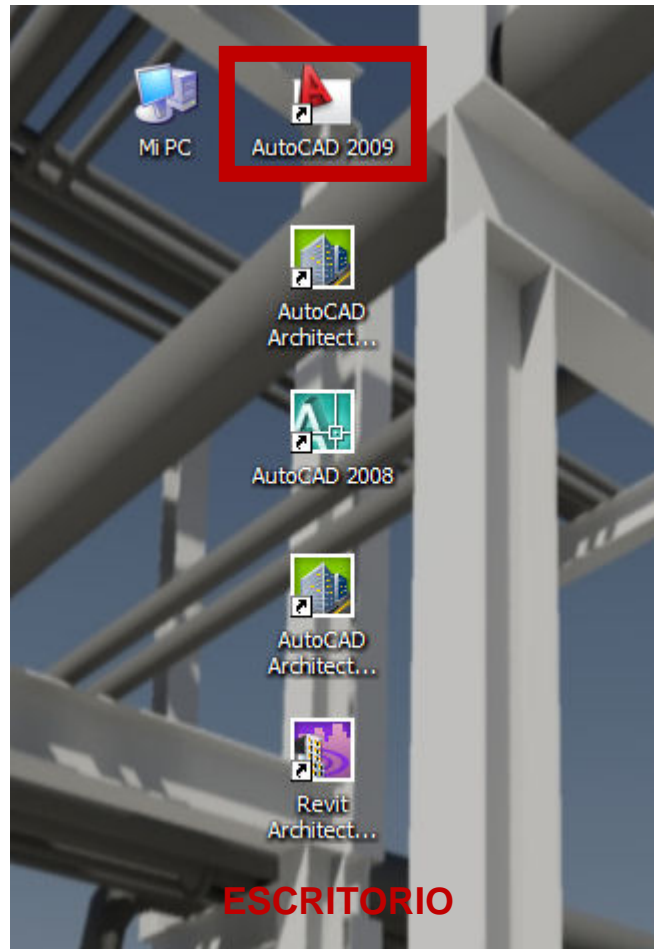 Mi PC
AutoCAD 2009
AutoCAD
Architect...
AutoCAD 2008
AutoCAD
Architect...
Revit
Architect...
ESCRITORIO